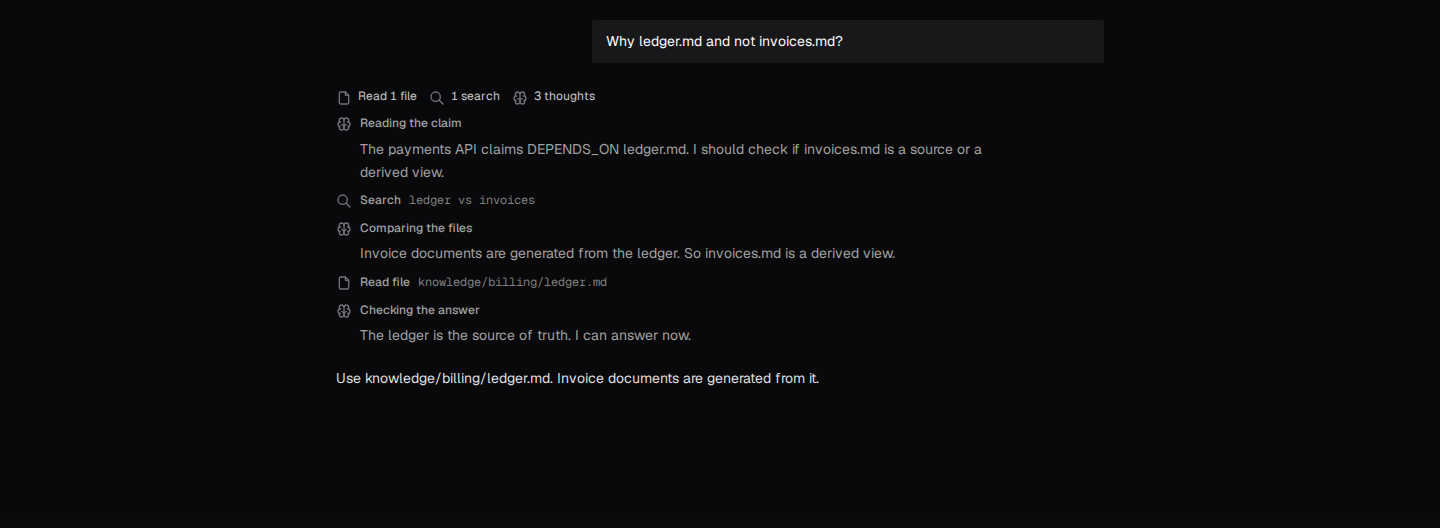 Why ledger.md and not invoices.md?
Read 1 file 1 search 3 thoughts
Reading the claim
The payments API claims DEPENDS_ON ledger.md. I should check if invoices.md is a source or a
derived view.
Search ledger vs invoices
Comparing the files
Invoice documents are generated from the ledger. So invoices.md is a derived view.
Read file knowledge/billing/ledger.md
Checking the answer
The ledger is the source of truth. I can answer now.
Use knowledge/billing/ledger.md. Invoice documents are generated from it.